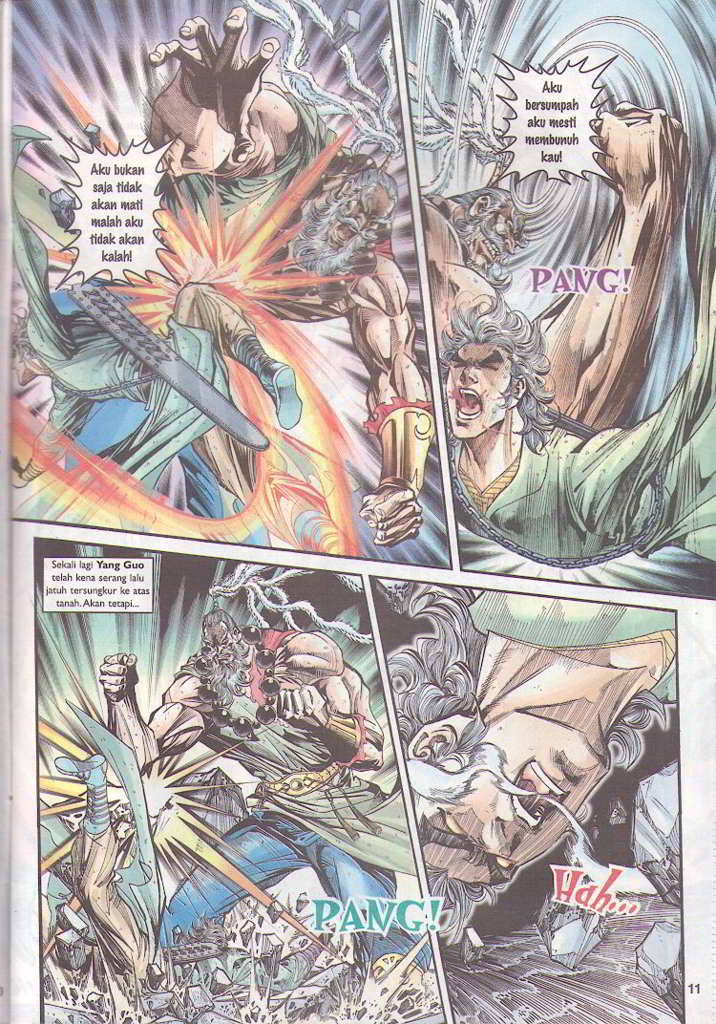 Aku bukan
saja tidak
akan mati
malah aku
tidak akan
kalah!
Aku
bersumpah
aku mesti
membunuh
kau!
PANG!
Sekali lagi Yang Guo
telah kena serang lalu
jatuh tersungkur ke atas
tanah. Akan tetapi...
PANG!
Hah...
11